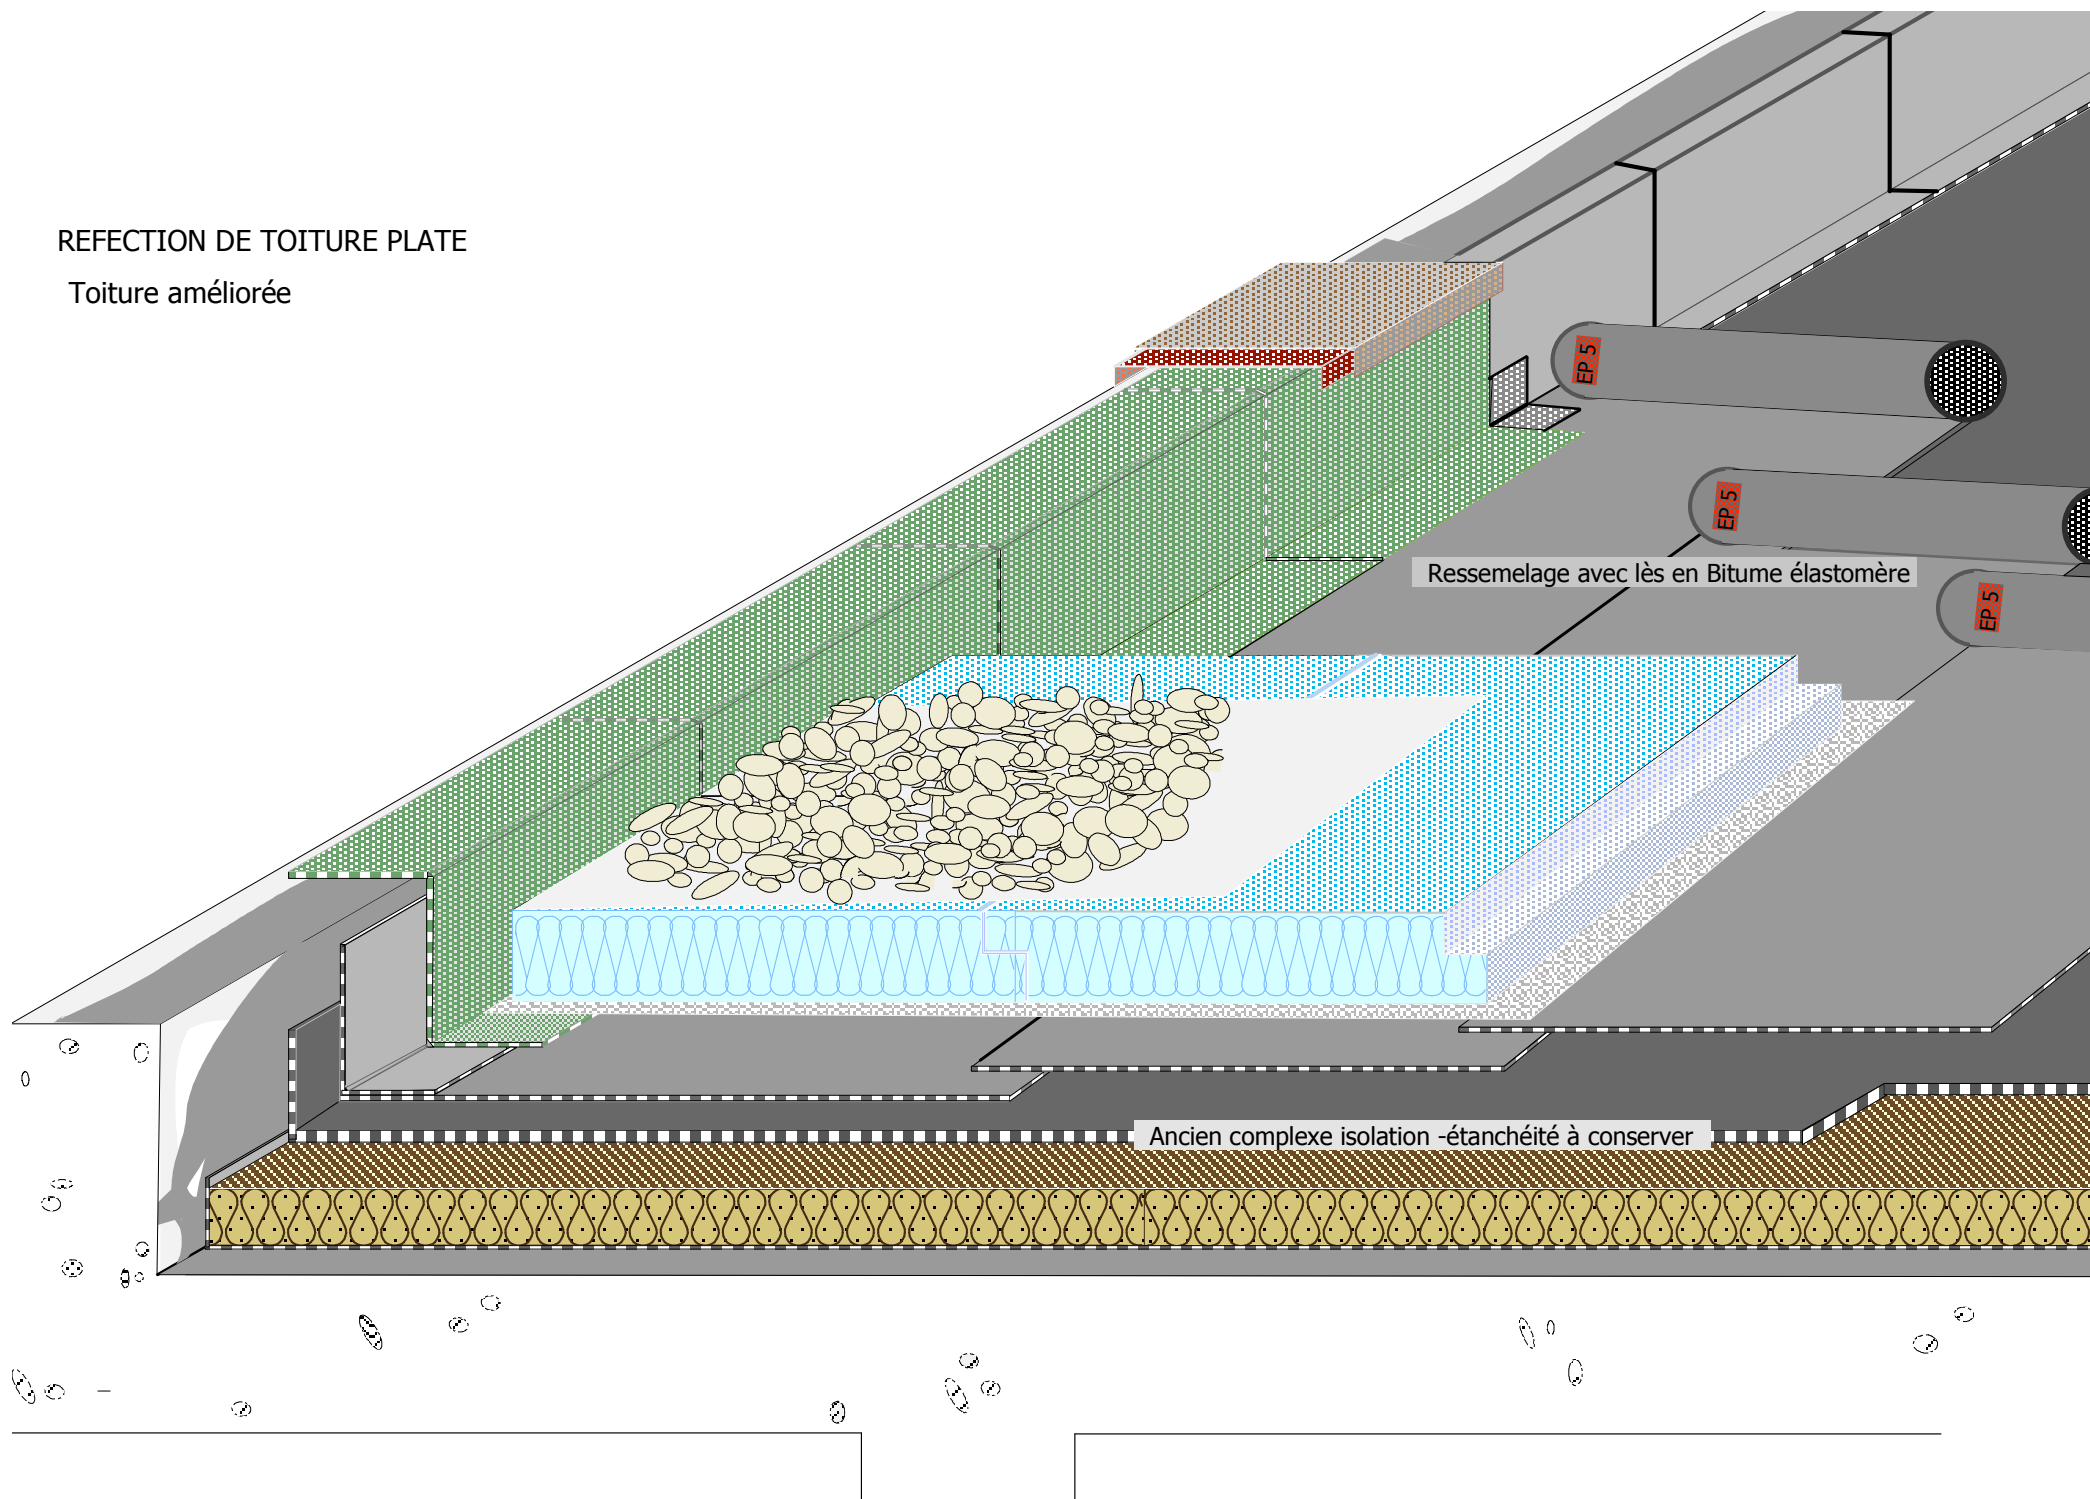 REFECTION DE TOITURE PLATE
Toiture améliorée
EP 5
EP 5
Ressemelage avec lès en Bitume élastomère
EP 5
Ancien complexe isolation -étanchéité à conserver